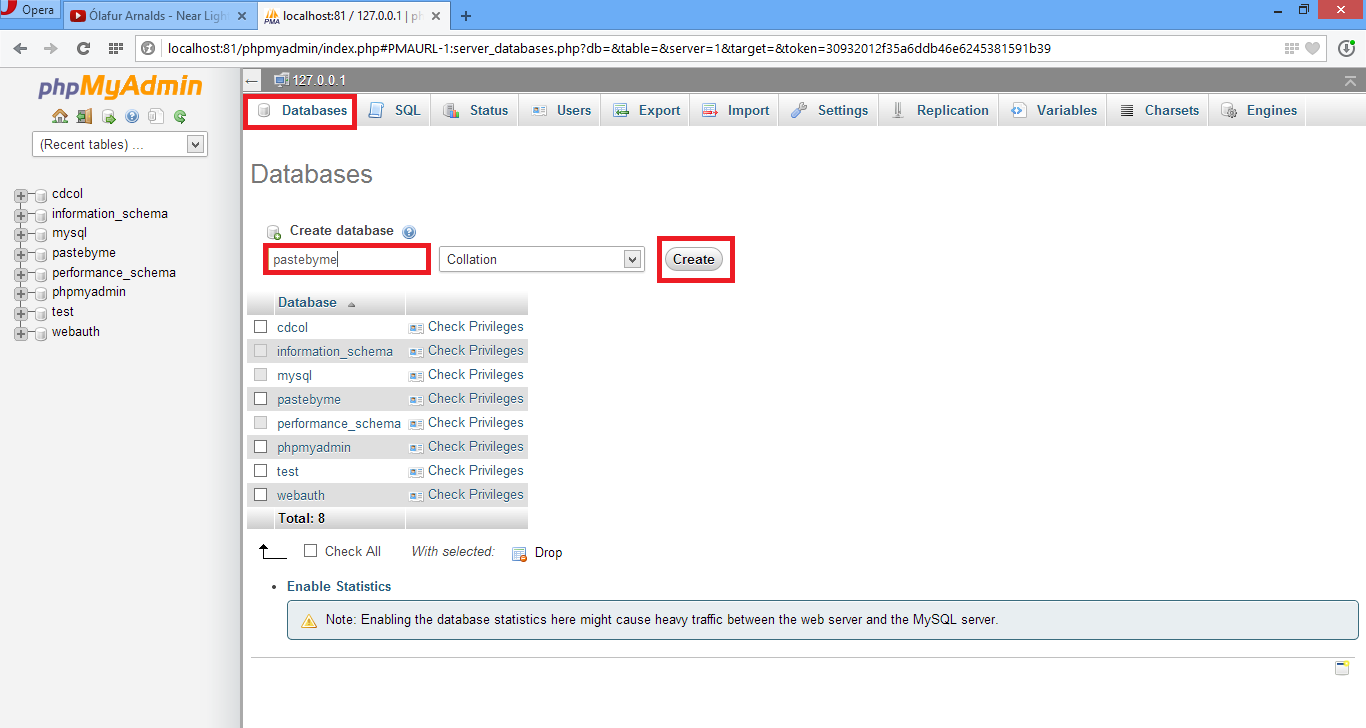 Opera
Ólafur Arnalds - Near Light
localhost:81 / 127.0.0.1 | ph
localhost:81/phpmyadmin/index.php#PMAURL-1:server_databases.php?db=&table=&server=1&target=&token=30932012f35a6ddb46e6245381591b39
phpMyAdmin
127.0.0.1
Databases SQL Status Users Export Import Settings Replication Variables Charsets Engines
(Recent tables) ...
cdcol
information_schema
mysql
pastebyme
performance_schema
phpmyadmin
test
webauth
Databases
Create database
pastebyme Collation Create
Database
cdcol Check Privileges
information_schema Check Privileges
mysql Check Privileges
pastebyme Check Privileges
performance_schema Check Privileges
phpmyadmin Check Privileges
test Check Privileges
webauth Check Privileges
Total: 8
Check All With selected: Drop
Enable Statistics
Note: Enabling the database statistics here might cause heavy traffic between the web server and the MySQL server.